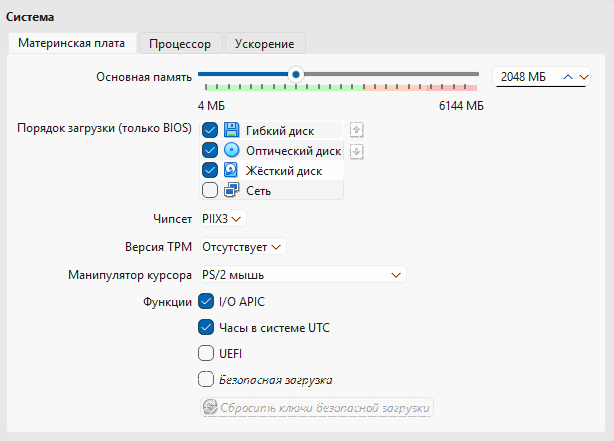 Система
Материнская плата Процессор Ускорение
Основная память 2048 МБ
4 МБ 6144 МБ
Порядок загрузки (только BIOS) Гибкий диск
Оптический диск
Жёсткий диск
Сеть
Чипсет PIIX3
Версия TPM Отсутствует
Манипулятор курсора PS/2 мышь
Функции I/O APIC
Часы в системе UTC
UEFI
Безопасная загрузка
Сбросить ключи безопасной загрузки